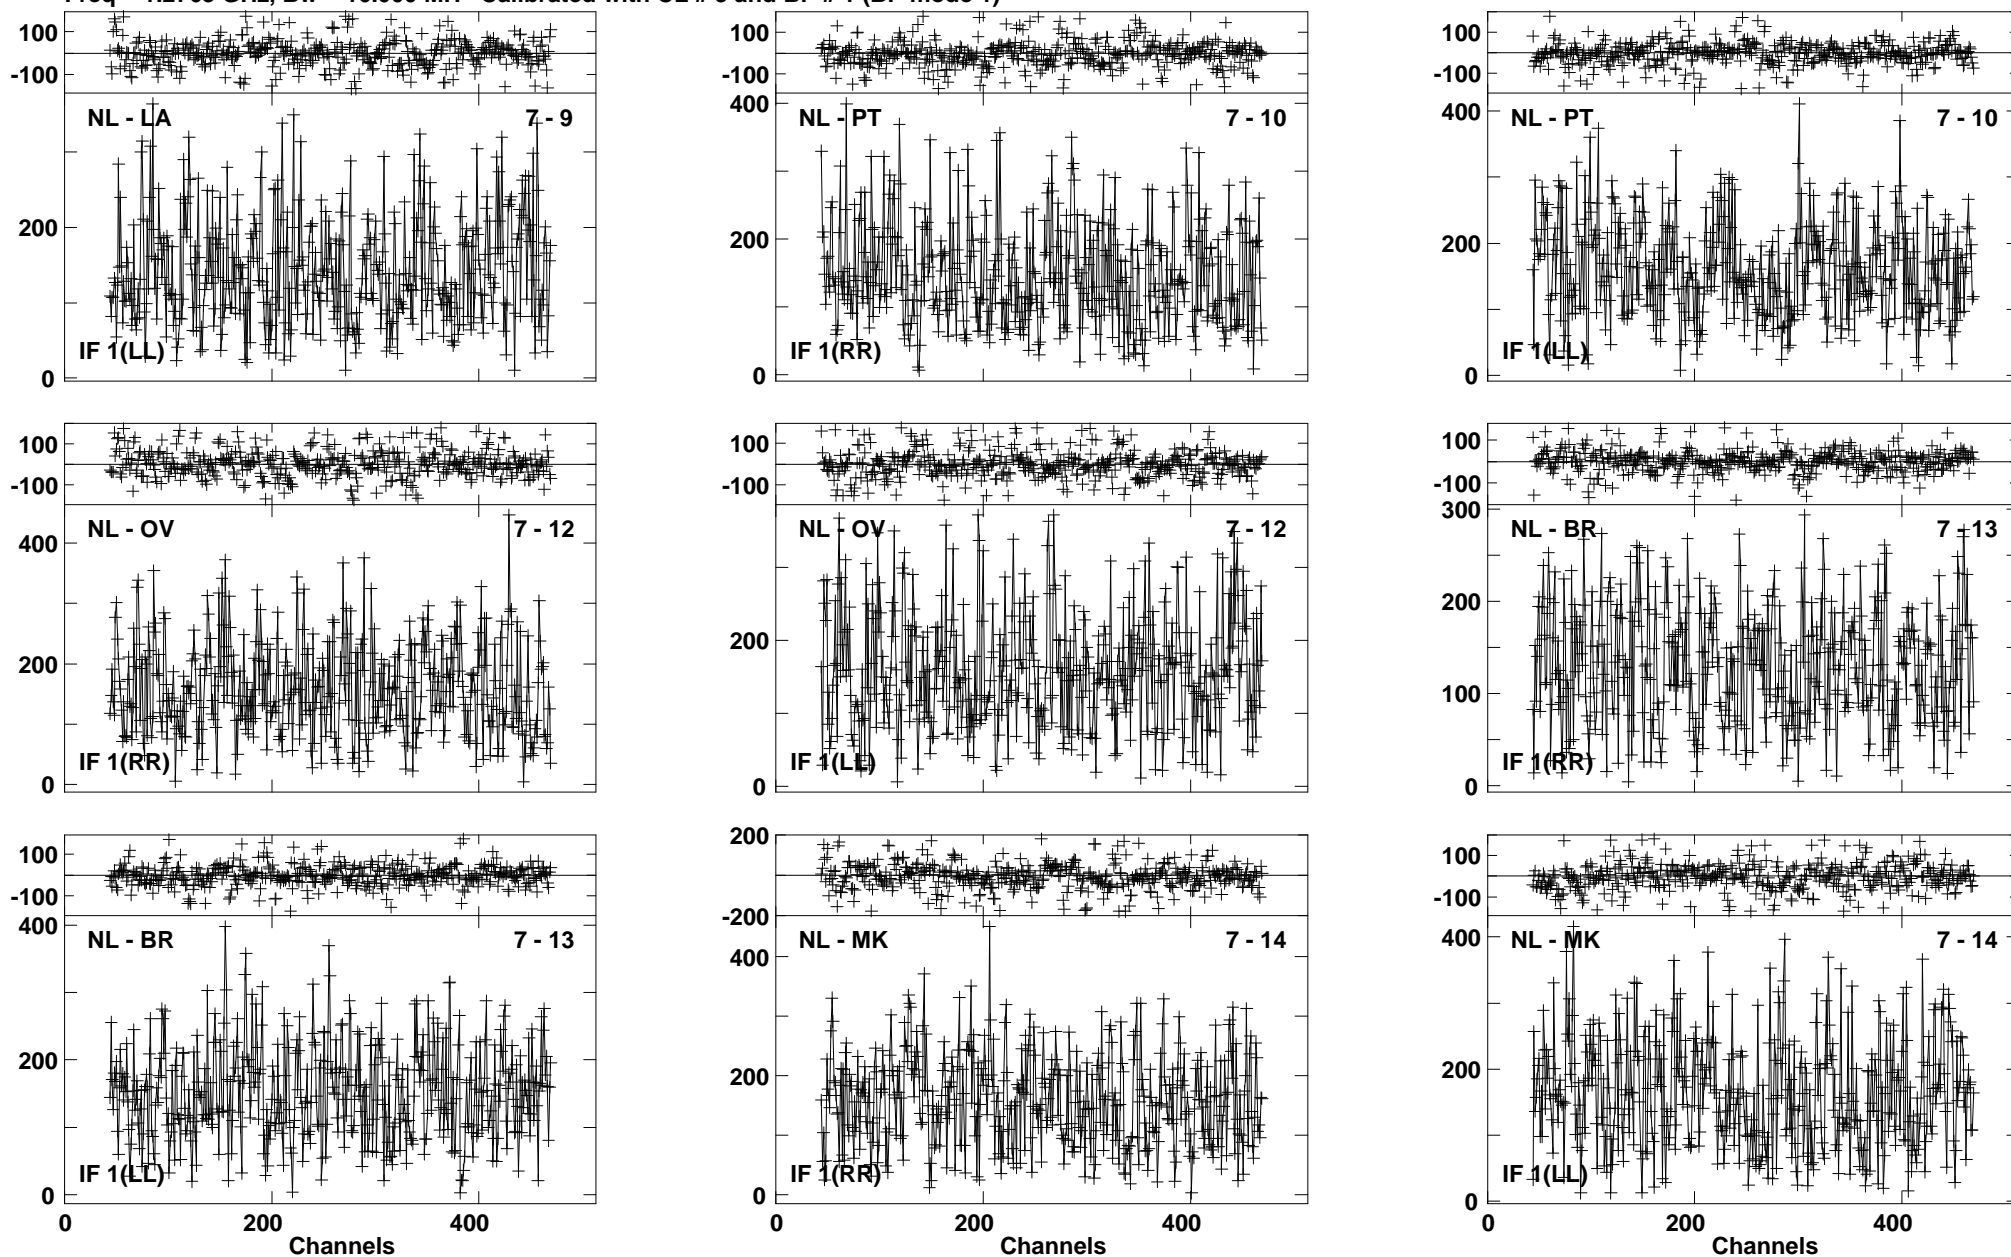 100 100 100
-100 -100 -100
NL - LA 7 - 9 400 NL - PT 7 - 10 400 NL - PT 7 - 10
200 200 200
IF 1(LL) IF 1(RR) IF 1(LL)
0 0 0
100 100 100
-100 -100 -100
NL - OV 7 - 12 NL - OV 7 - 12 300 NL - BR 7 - 13
400 200 200
200 100
IF 1(RR) IF 1(LL) IF 1(RR)
0 0 0
100 200 100
-100 -200 -100
400 NL - BR 7 - 13 NL - MK 7 - 14 NL - MK 7 - 14
400 400
200 200 200
IF 1(LL) IF 1(RR) IF 1(LL)
0 0 0
0 200 400 0 200 400 0 200 400
Channels Channels Channels